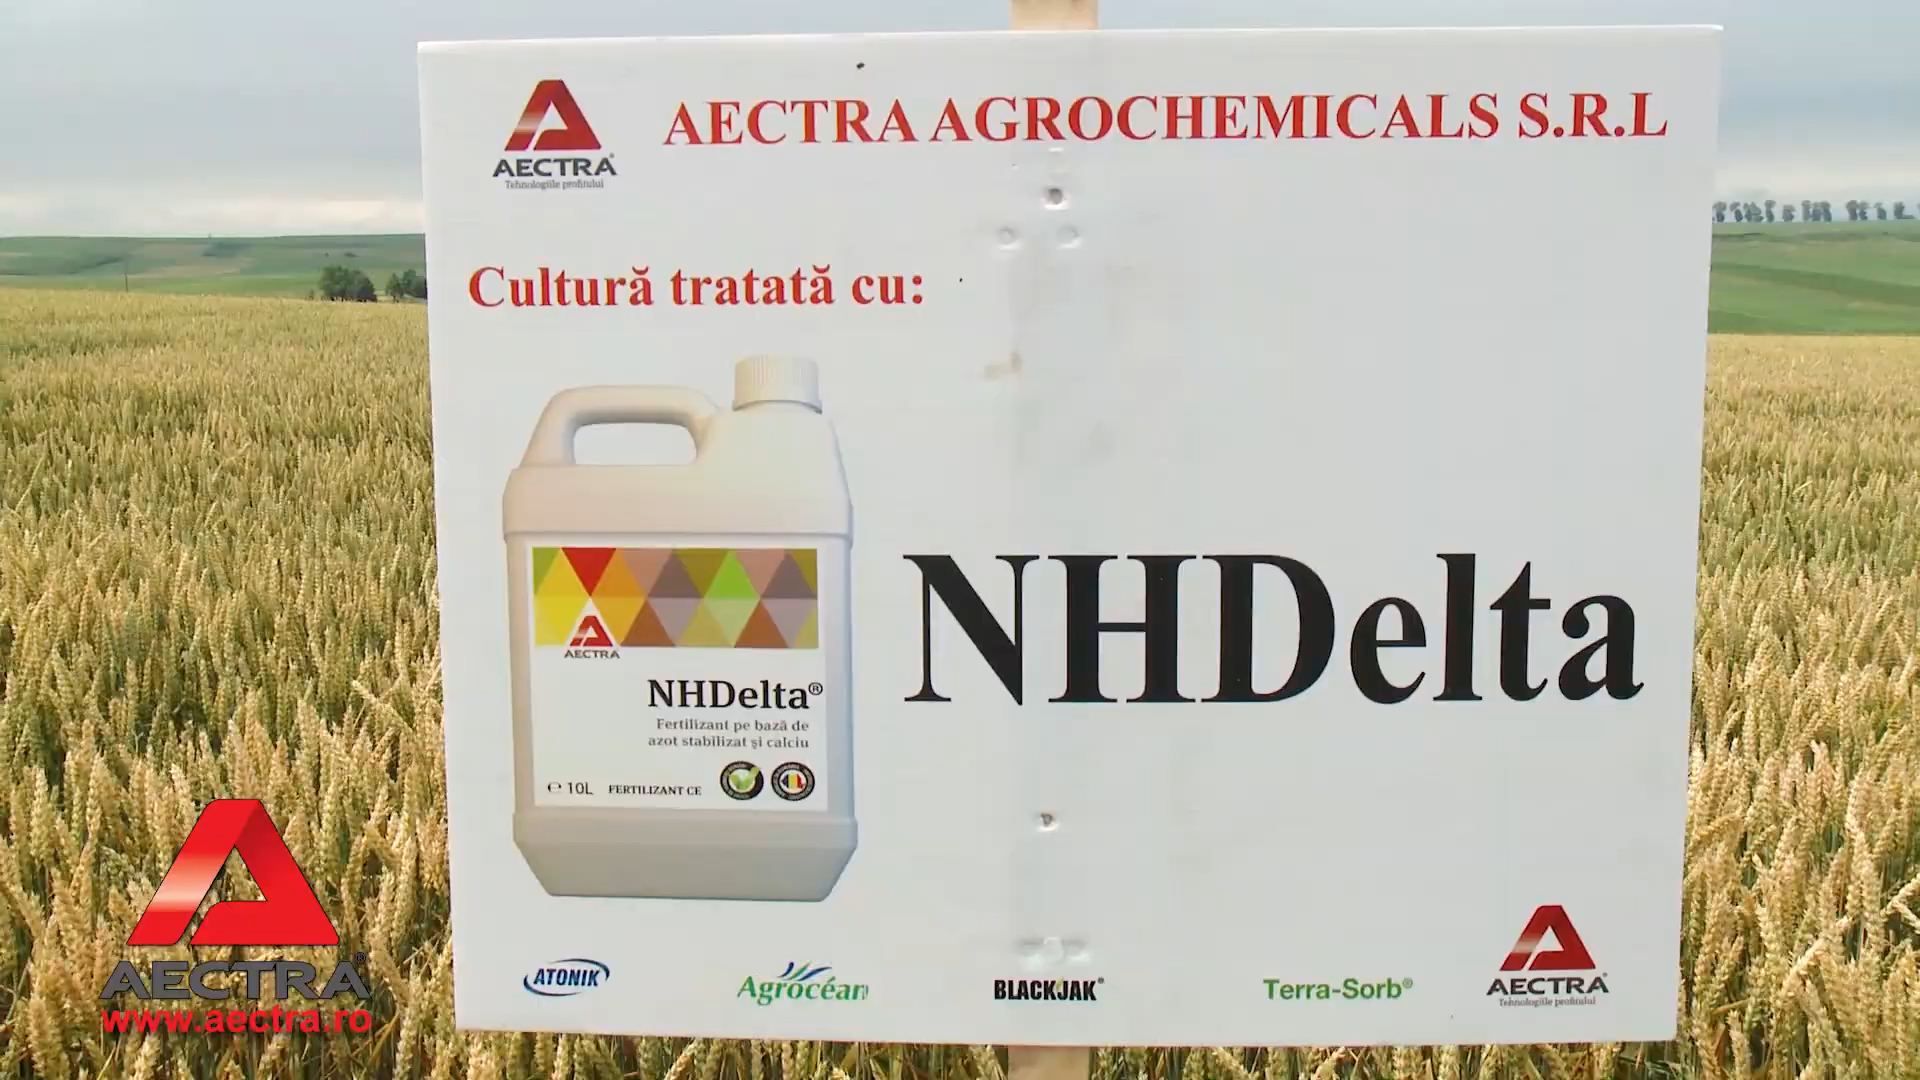 AECTRA
Tehnologiile profitului
AECTRA AGROCHEMICALS S.R.L
Cultură tratată cu:
AECTRA
NHDelta®
Fertilizant pe bază de
azot stabilizat și calciu
℮ 10L FERTILIZANT CE
NHDelta
ATONIK
Agrocéan
BLACKJAK®
Terra-Sorb®
AECTRA®
Tehnologiile profitului
AECTRA®
www.aectra.ro